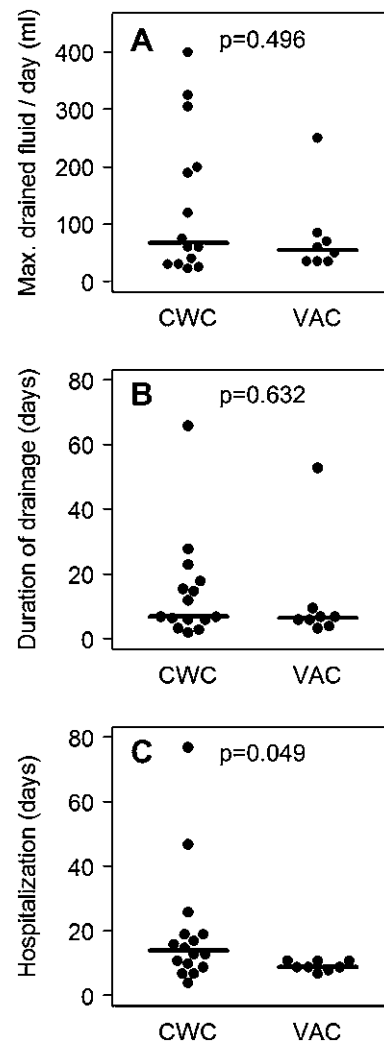 A p=0.496
Max. drained fluid / day (ml)
400
300
200
100
0
CWC VAC
B p=0.632
Duration of drainage (days)
80
60
40
20
0
CWC VAC
C p=0.049
Hospitalization (days)
80
60
40
20
0
CWC VAC